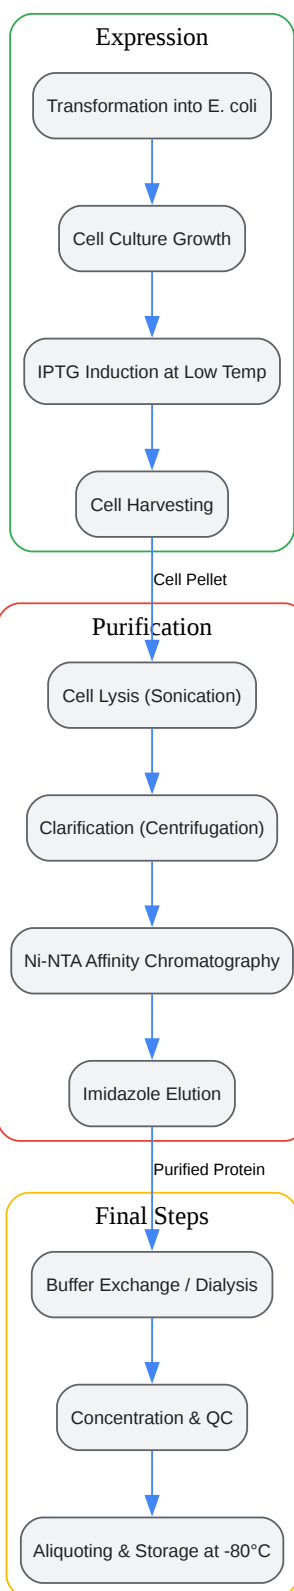 Expression
Transformation into E. coli
Cell Culture Growth
IPTG Induction at Low Temp
Cell Harvesting
Cell Pellet
Purification
Cell Lysis (Sonication)
Clarification (Centrifugation)
Ni-NTA Affinity Chromatography
Imidazole Elution
Purified Protein
Final Steps
Buffer Exchange / Dialysis
Concentration & QC
Aliquoting & Storage at -80°C